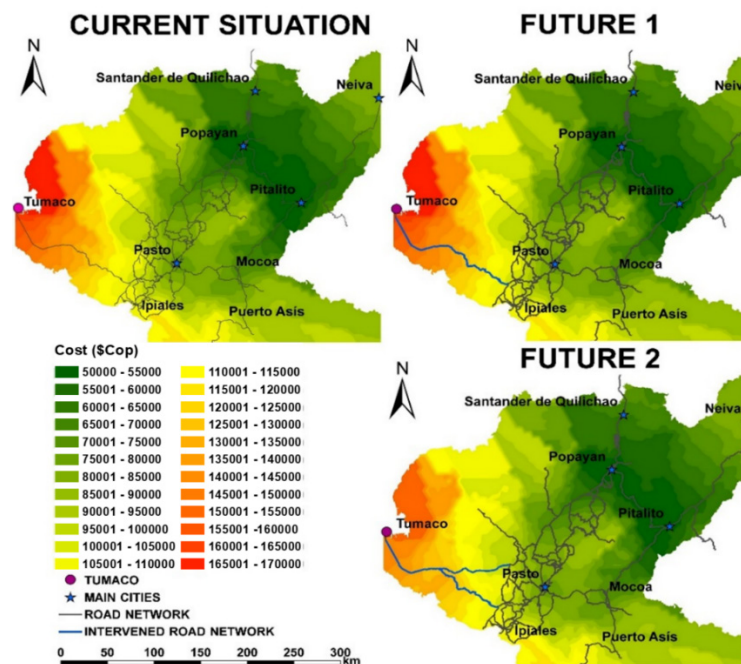 CURRENT SITUATION
N
Santander de Quilichao
Neiva
Popayan
Pitalito
Tumaco
Pasto
Mocoa
Ipiales
Puerto Asís
FUTURE 1
N
Santander de Quilichao
Neiva
Popayan
Pitalito
Tumaco
Pasto
Mocoa
Ipiales
Puerto Asís
Cost ($Cop)
50000 - 55000
55001 - 60000
60001 - 65000
65001 - 70000
70001 - 75000
75001 - 80000
80001 - 85000
85001 - 90000
90001 - 95000
95001 - 100000
100001 - 105000
105001 - 110000
110001 - 115000
115001 - 120000
120001 - 125000
125001 - 130000
130001 - 135000
135001 - 140000
140001 - 145000
145001 - 150000
150001 - 155000
155001 -160000
160001 - 165000
165001 - 170000
TUMACO
MAIN CITIES
ROAD NETWORK
INTERVENED ROAD NETWORK
0 50 100 150 200 250 300
km
FUTURE 2
N
Santander de Quilichao
Neiva
Popayan
Pitalito
Tumaco
Pasto
Mocoa
Ipiales
Puerto Asís